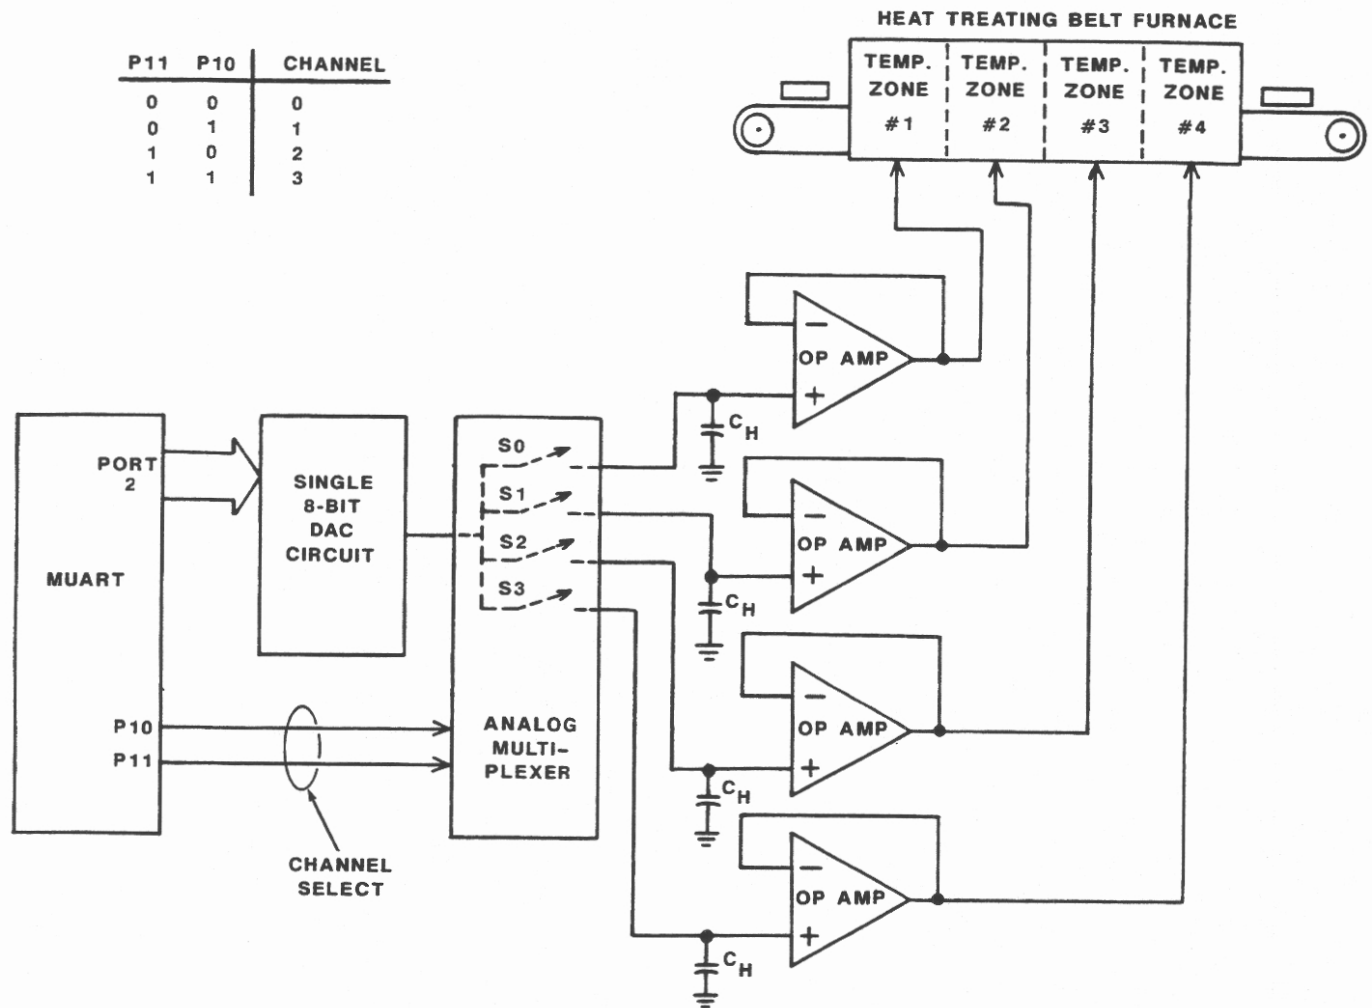 HEAT TREATING BELT FURNACE
P11 P10 CHANNEL
0 0 0
0 1 1
1 0 2
1 1 3
TEMP. ZONE #1
TEMP. ZONE #2
TEMP. ZONE #3
TEMP. ZONE #4
−
OP AMP
+
CH
−
OP AMP
+
CH
−
OP AMP
+
CH
−
OP AMP
+
CH
MUART
PORT
2
P10
P11
SINGLE
8-BIT
DAC
CIRCUIT
S0
S1
S2
S3
ANALOG
MULTI-
PLEXER
CHANNEL
SELECT